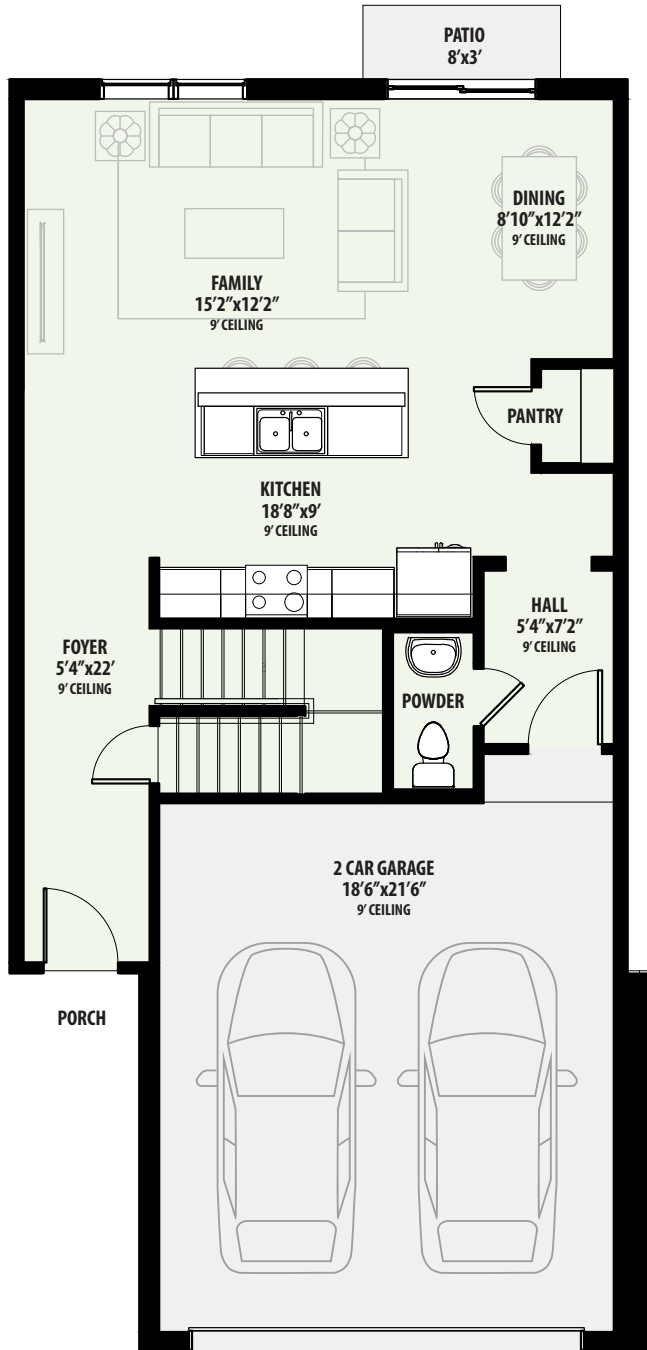 PATIO
8’x3’
DINING
8’10”x12’2”
9’ CEILING
FAMILY
15’2”x12’2”
9’ CEILING
PANTRY
KITCHEN
18’8”x9’
9’ CEILING
HALL
5’4”x7’2”
9’ CEILING
FOYER
5’4”x22’
9’ CEILING
POWDER
2 CAR GARAGE
18’6”x21’6”
9’ CEILING
PORCH